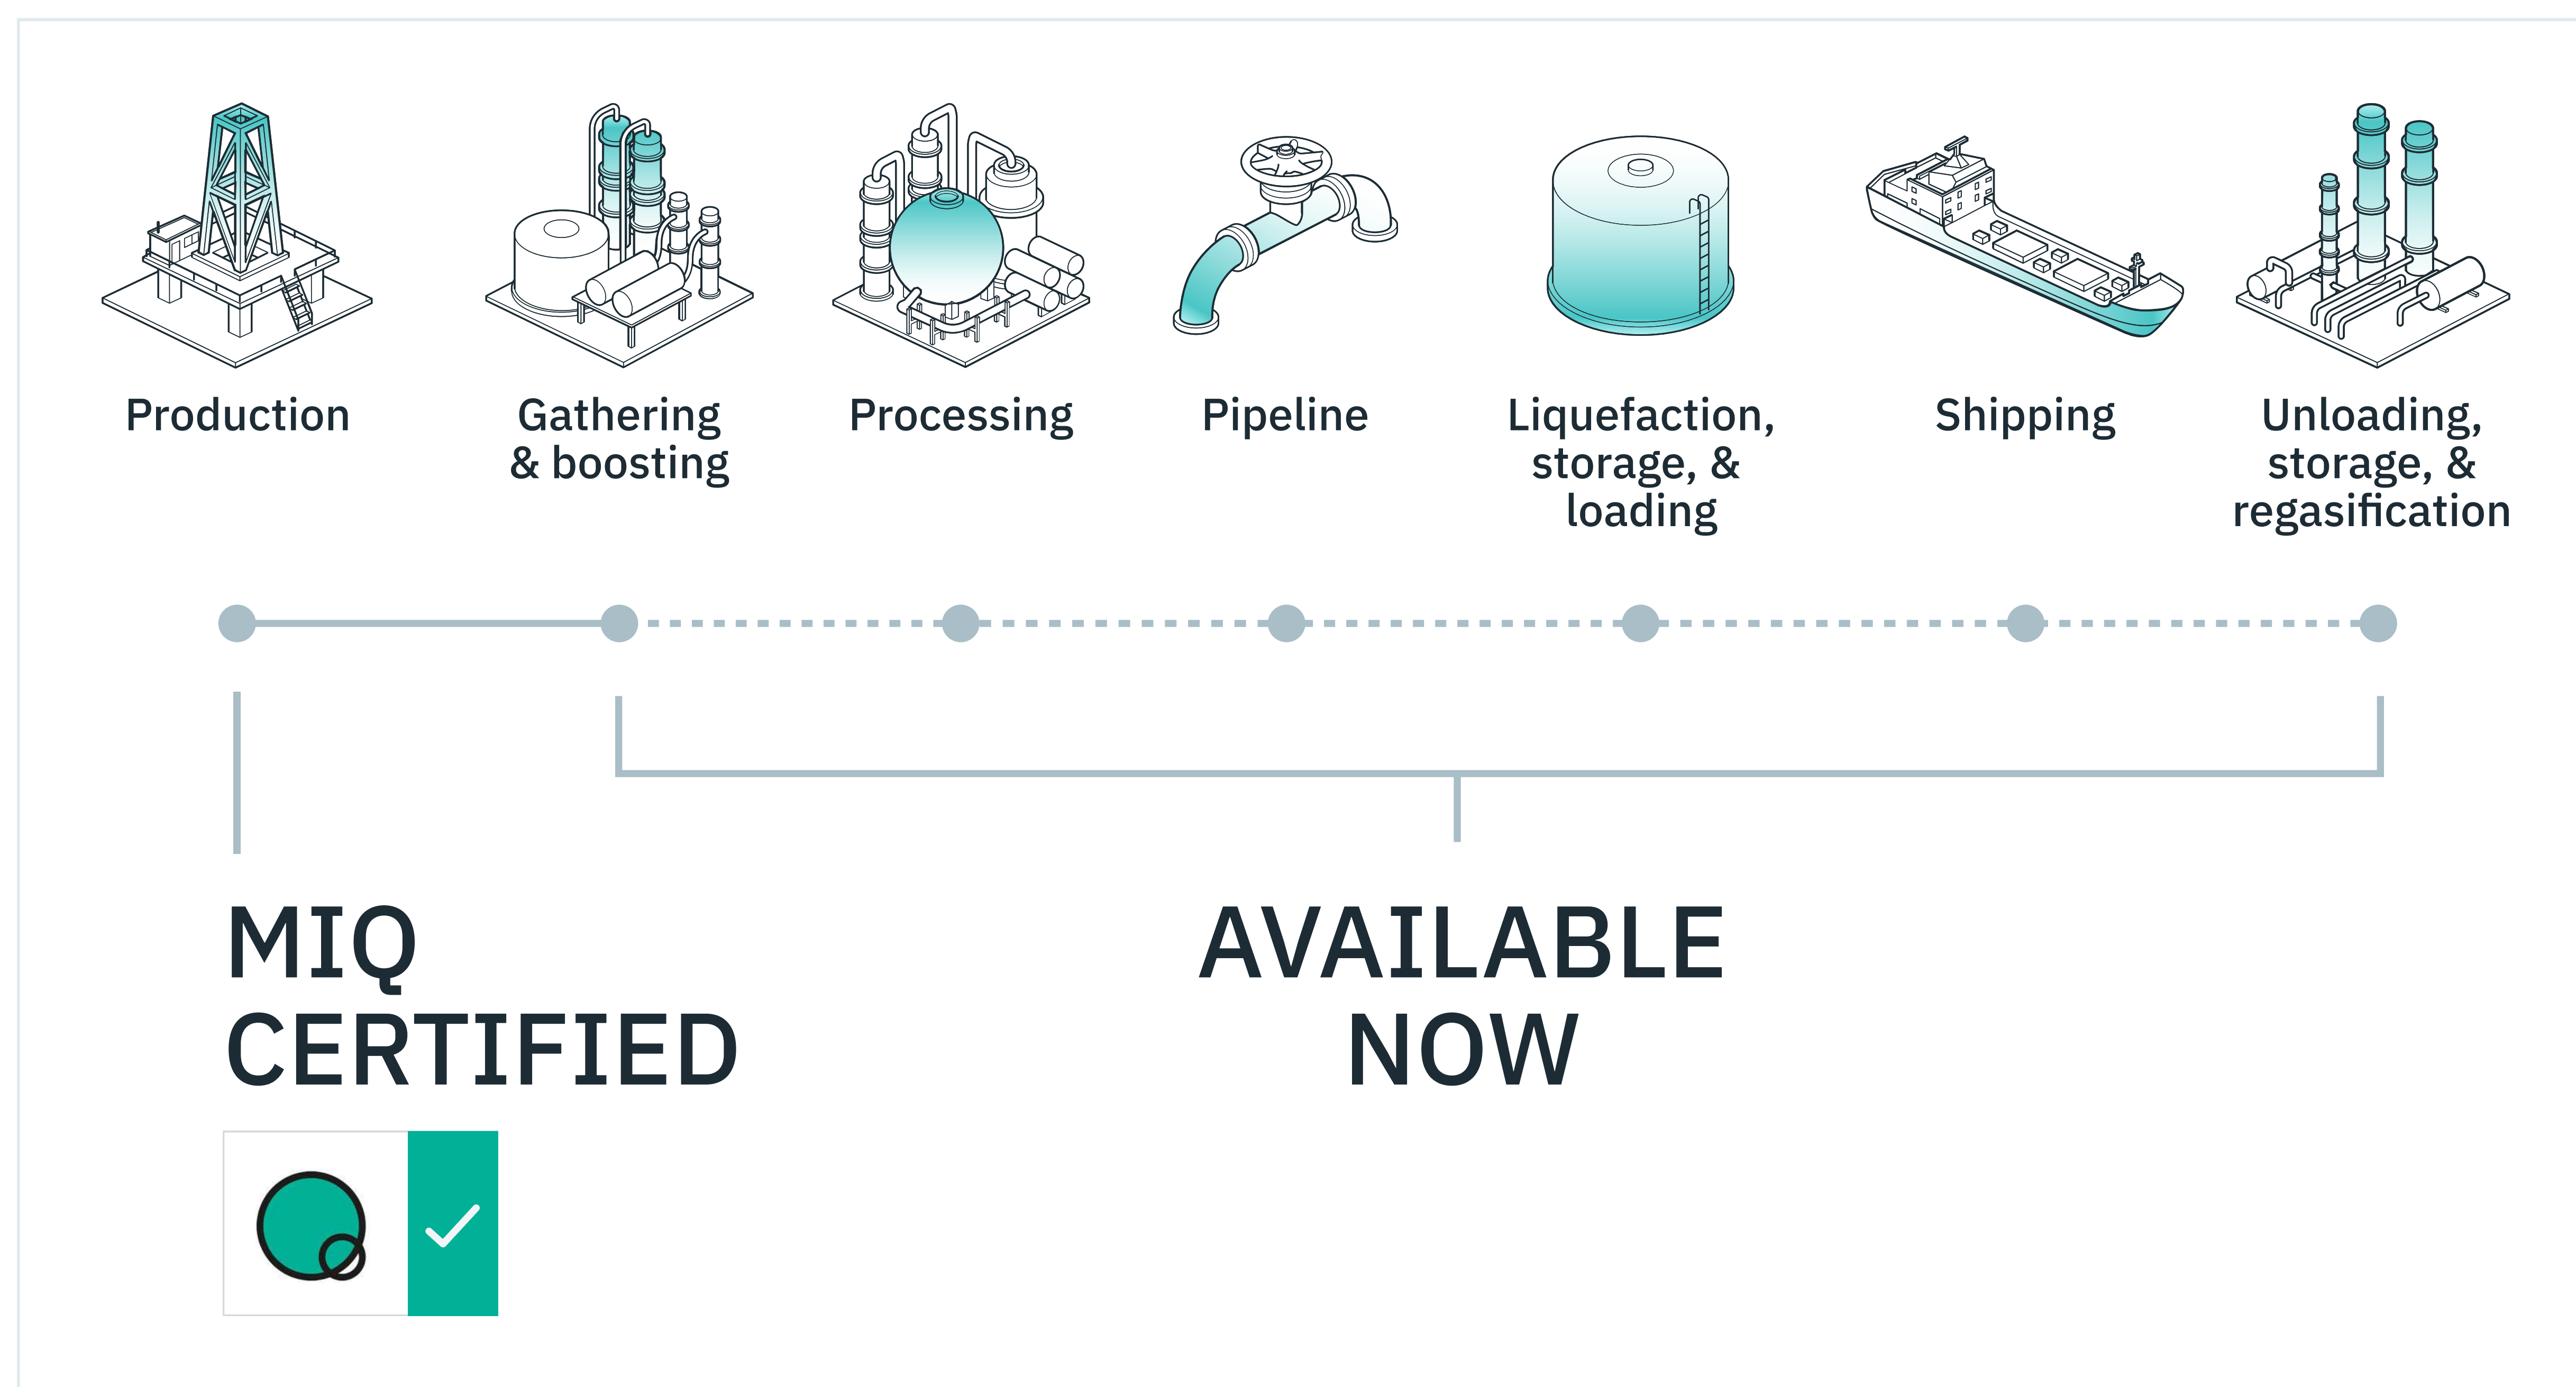 Production
Gathering
& boosting
Processing
Pipeline
Liquefaction,
storage, &
loading
Shipping
Unloading,
storage, &
regasification
MIQ
CERTIFIED
AVAILABLE
NOW